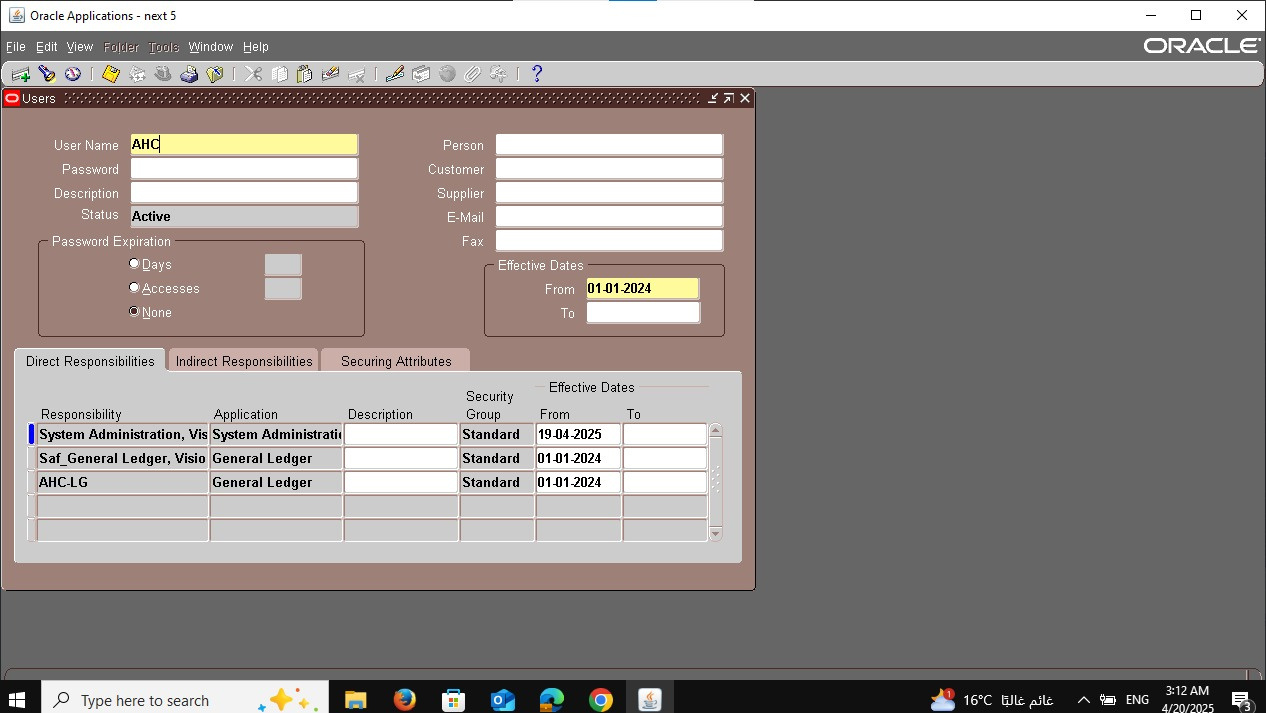 Oracle Applications - next 5
File Edit View Folder Tools Window Help
ORACLE
Users
User Name AHC
Password
Description
Status Active
Person
Customer
Supplier
E-Mail
Fax
Password Expiration
Days
Accesses
None
Effective Dates
From 01-01-2024
To
Direct Responsibilities Indirect Responsibilities Securing Attributes
Effective Dates
Security
Responsibility Application Description Group From To
System Administration, Vis System Administratio Standard 19-04-2025
Saf_General Ledger, Visio General Ledger Standard 01-01-2024
AHC-LG General Ledger Standard 01-01-2024
Type here to search
1
16°C غائم غالبًا ENG
3:12 AM
4/20/2025
3